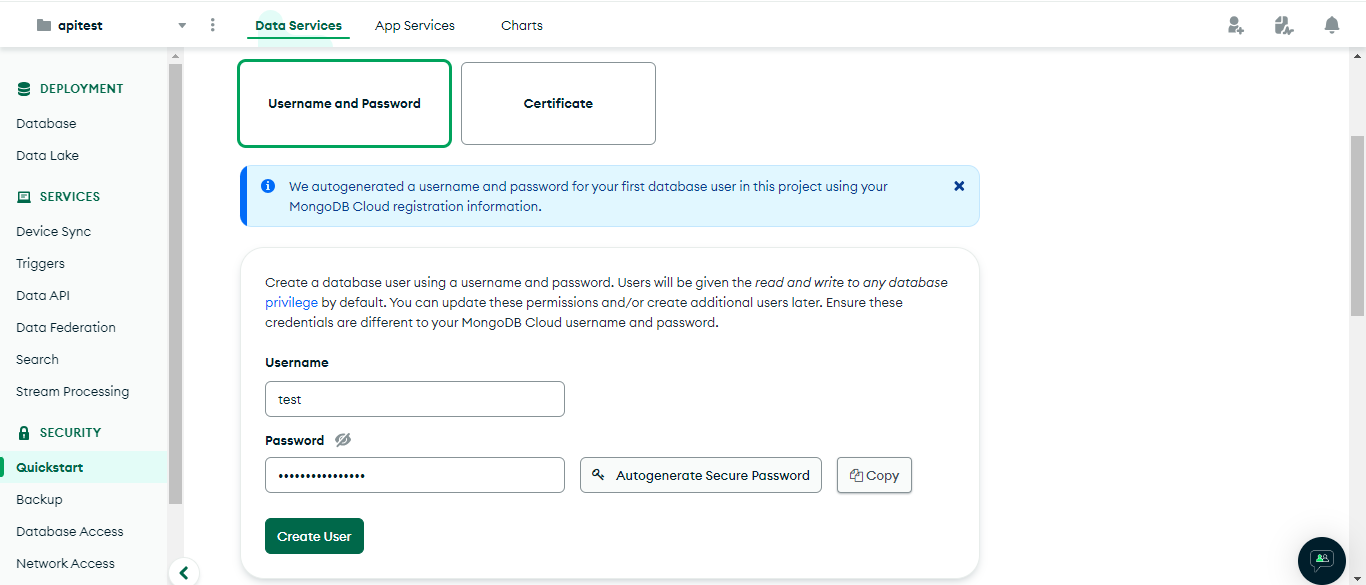 apitest
Data Services
App Services
Charts
DEPLOYMENT
Database
Data Lake
SERVICES
Device Sync
Triggers
Data API
Data Federation
Search
Stream Processing
SECURITY
Quickstart
Backup
Database Access
Network Access
Username and Password
Certificate
We autogenerated a username and password for your first database user in this project using your
MongoDB Cloud registration information.
Create a database user using a username and password. Users will be given the read and write to any database
privilege by default. You can update these permissions and/or create additional users later. Ensure these
credentials are different to your MongoDB Cloud username and password.
Username
test
Password
•••••••••••••••
Autogenerate Secure Password
Copy
Create User